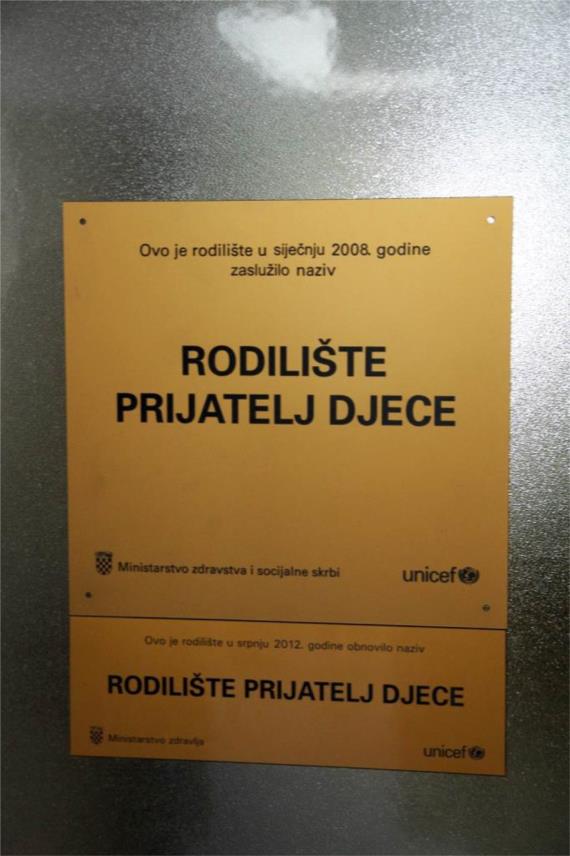 Ovo je rodilište u siječnju 2008. godine
zaslužilo naziv
RODILIŠTE
PRIJATELJ DJECE
Ministarstvo zdravstva i socijalne skrbi
unicef
Ovo je rodilište u srpnju 2012. godine obnovilo naziv
RODILIŠTE PRIJATELJ DJECE
Ministarstvo zdravlja
unicef